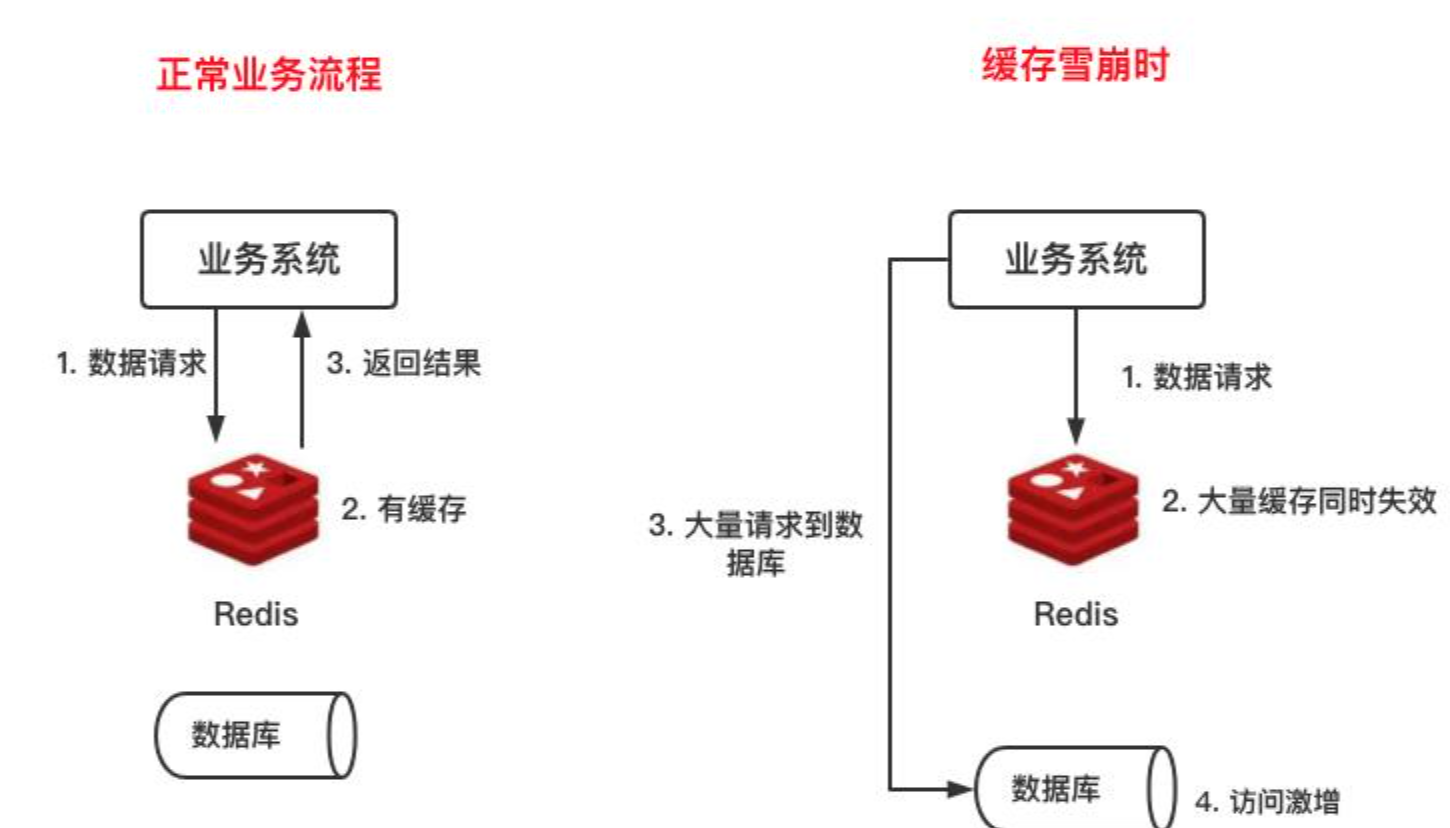 正常业务流程
业务系统
1. 数据请求
3. 返回结果
2. 有缓存
Redis
数据库
缓存雪崩时
业务系统
1. 数据请求
2. 大量缓存同时失效
3. 大量请求到数
据库
Redis
数据库
4. 访问激增